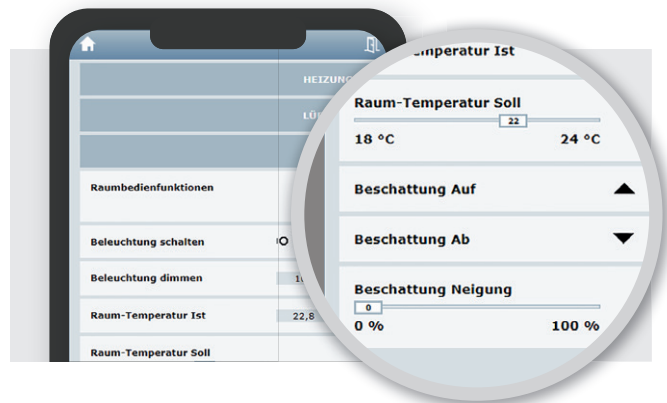 HEIZUNG
Raumbedienfunktionen
Beleuchtung schalten
Beleuchtung dimmen
Raum-Temperatur Ist
22,8
Raum-Temperatur Soll
Ist
Raum-Temperatur Soll
22
18 °C 24 °C
Beschattung Auf
Beschattung Ab
Beschattung Neigung
0
0 % 100 %